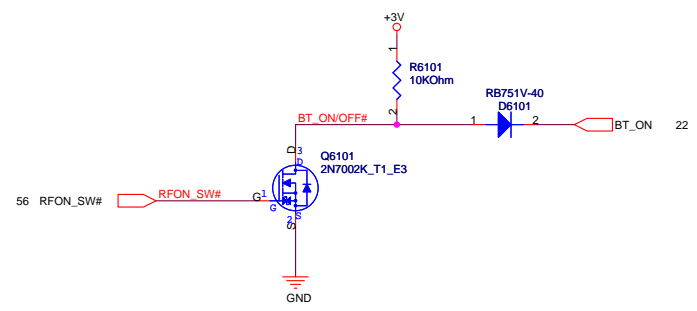 +3V
1
R6101
10KOhm
2
RB751V-40
D6101
BT_ON/OFF#
1
2
BT_ON 22
D
3
D
Q6101
2N7002K_T1_E3
56 RFON_SW#
RFON_SW#
G
1
G
2
S
S
GND